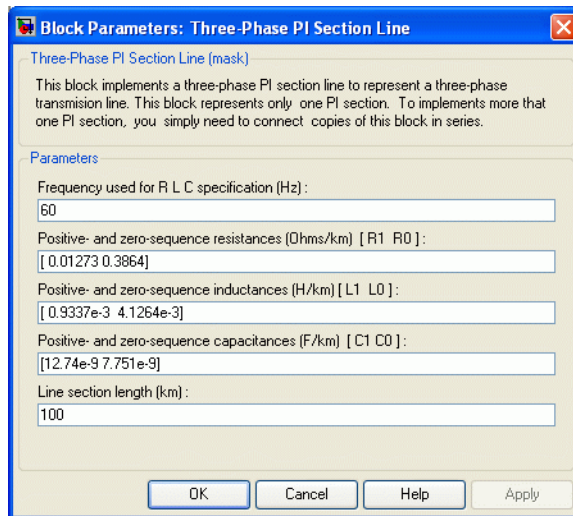 Block Parameters: Three-Phase PI Section Line
Three-Phase PI Section Line (mask)
This block implements a three-phase PI section line to represent a three-phase
transmision line. This block represents only one PI section. To implements more that
one PI section, you simply need to connect copies of this block in series.
Parameters
Frequency used for R L C specification (Hz) :
60
Positive- and zero-sequence resistances (Ohms/km) [ R1 R0 ] :
[ 0.01273 0.3864]
Positive- and zero-sequence inductances (H/km) [ L1 L0 ] :
[ 0.9337e-3 4.1264e-3]
Positive- and zero-sequence capacitances (F/km) [ C1 C0 ] :
[12.74e-9 7.751e-9]
Line section length (km) :
100
OK Cancel Help Apply